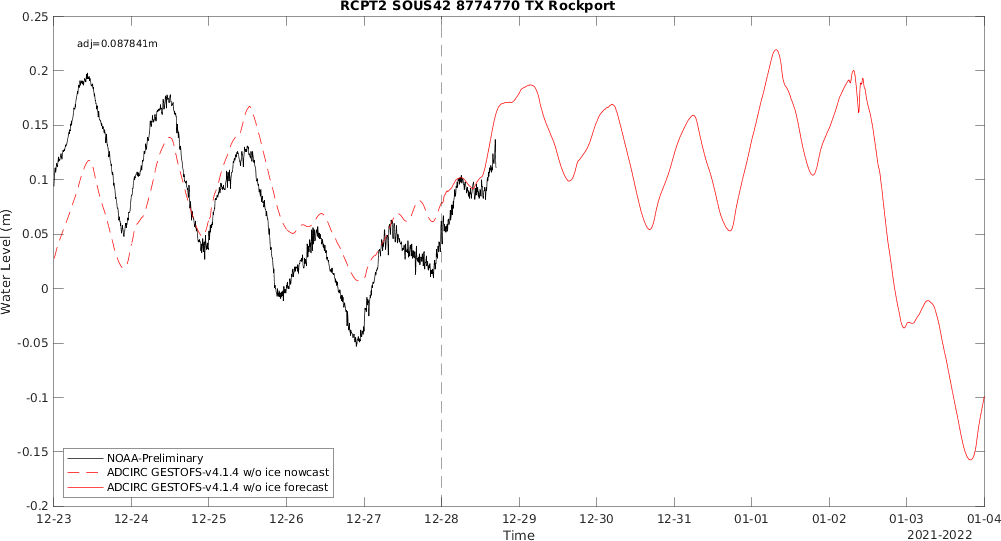 RCPT2 SOUS42 8774770 TX Rockport
adj=0.087841m
0.25
0.2
0.15
0.1
0.05
0
-0.05
-0.1
-0.15
-0.2
Water Level (m)
NOAA-Preliminary
ADCIRC GESTOFS-v4.1.4 w/o ice nowcast
ADCIRC GESTOFS-v4.1.4 w/o ice forecast
12-23 12-24 12-25 12-26 12-27 12-28 12-29 12-30 12-31 01-01 01-02 01-03 01-04
Time
2021-2022